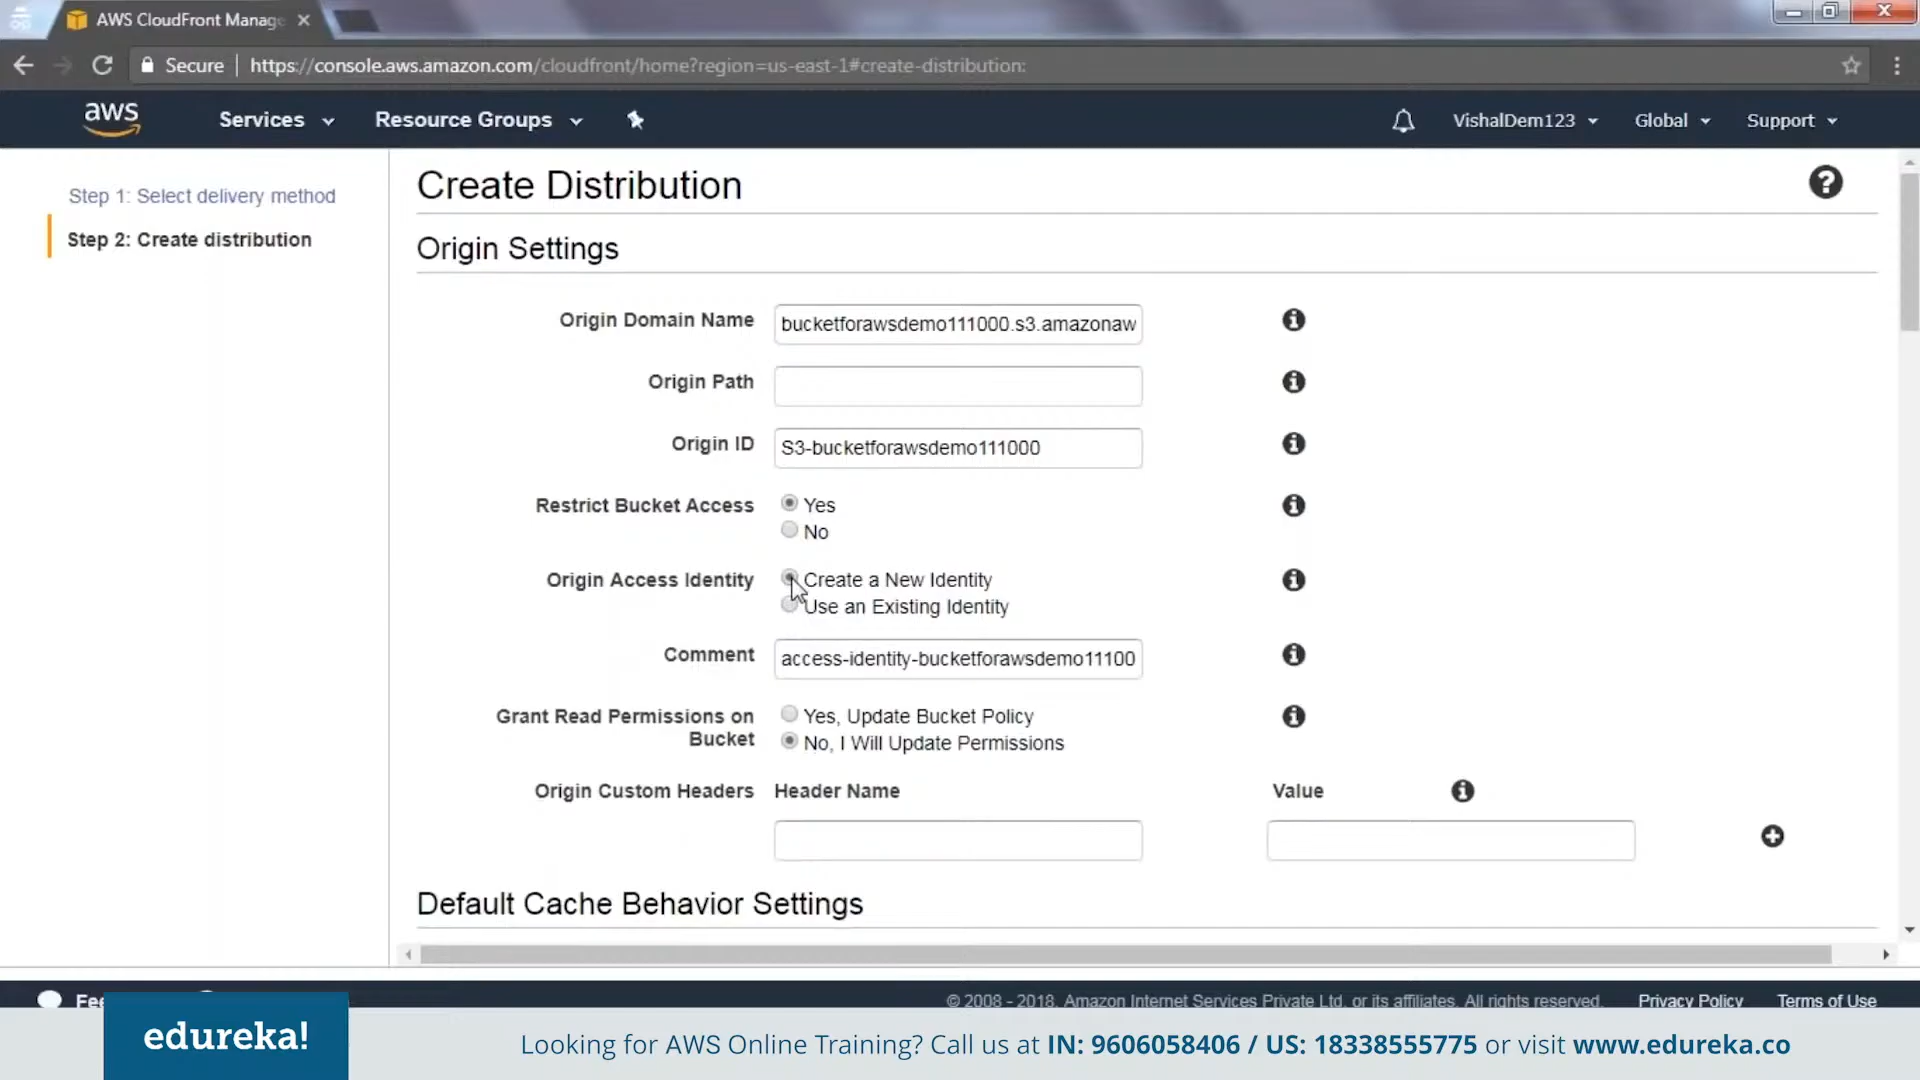 AWS CloudFront Manage
Secure | https://console.aws.amazon.com/cloudfront/home?region=us-east-1#create-distribution:
aws Services Resource Groups VishalDem123 Global Support
Step 1: Select delivery method
Step 2: Create distribution
Create Distribution
Origin Settings
Origin Domain Name bucketforawsdemo111000.s3.amazonaw
Origin Path
Origin ID S3-bucketforawsdemo111000
Restrict Bucket Access Yes
No
Origin Access Identity Create a New Identity
Use an Existing Identity
Comment access-identity-bucketforawsdemo11100
Grant Read Permissions on Bucket Yes, Update Bucket Policy
No, I Will Update Permissions
Origin Custom Headers Header Name Value
Default Cache Behavior Settings
Fee © 2008 - 2018, Amazon Internet Services Private Ltd. or its affiliates. All rights reserved. Privacy Policy Terms of Use
edureka!
Looking for AWS Online Training? Call us at IN: 9606058406 / US: 18338555775 or visit www.edureka.co